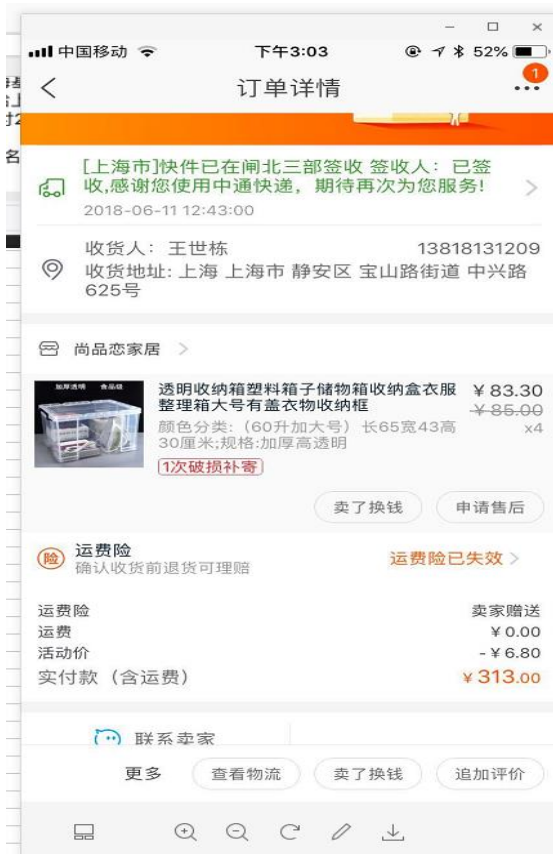 中国移动 下午3:03 52%
订单详情
1
[上海市]快件已在闸北三部签收 签收人：已签
收,感谢您使用中通快递，期待再次为您服务!
2018-06-11 12:43:00
收货人：王世栋 13818131209
收货地址: 上海 上海市 静安区 宝山路街道 中兴路
625号
尚品恋家居
加厚透明 食品级
透明收纳箱塑料箱子储物箱收纳盒衣服 ￥83.30
整理箱大号有盖衣物收纳框 ￥85.00
颜色分类:（60升加大号）长65宽43高 x4
30厘米;规格:加厚高透明
1次破损补寄
卖了换钱 申请售后
险 运费险
确认收货前退货可理赔 运费险已失效
运费险 卖家赠送
运费 ￥0.00
活动价 -￥6.80
实付款（含运费） ￥313.00
联系卖家
更多 查看物流 卖了换钱 追加评价